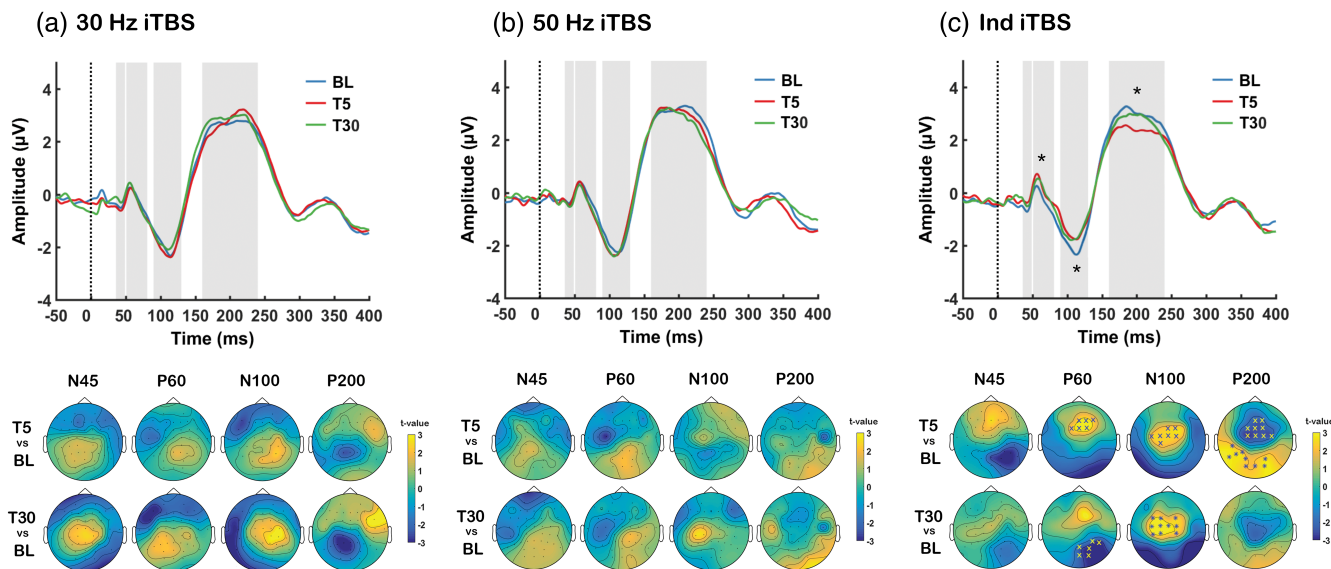 (a) 30 Hz iTBS
Amplitude (µV)
4
2
0
-2
-4
BL
T5
T30
-50 0 50 100 150 200 250 300 350 400
Time (ms)
N45 P60 N100 P200
T5
vs
BL
T30
vs
BL
t-value
3
2
1
0
-1
-2
-3
(b) 50 Hz iTBS
Amplitude (µV)
4
2
0
-2
-4
BL
T5
T30
-50 0 50 100 150 200 250 300 350 400
Time (ms)
N45 P60 N100 P200
T5
vs
BL
T30
vs
BL
t-value
3
2
1
0
-1
-2
-3
(c) Ind iTBS
Amplitude (µV)
4
2
0
-2
-4
*
*
*
BL
T5
T30
-50 0 50 100 150 200 250 300 350 400
Time (ms)
N45 P60 N100 P200
T5
vs
BL
T30
vs
BL
t-value
3
2
1
0
-1
-2
-3